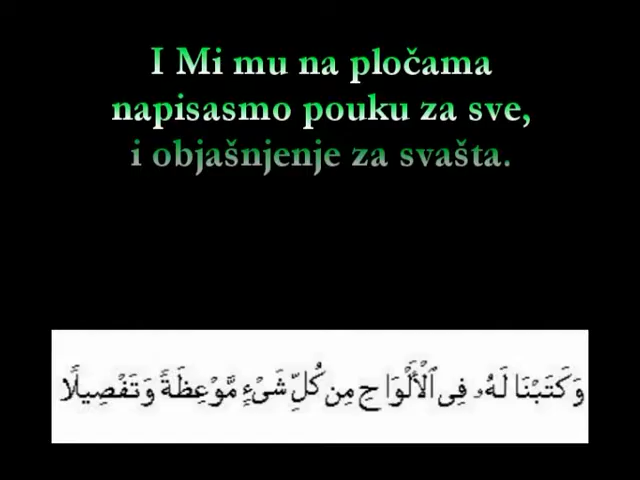 I Mi mu na pločama
napisasmo pouku za sve,
i objašnjenje za svašta.
وَكَتَبْنَا لَهُۥ فِى ٱلْأَلْوَاحِ مِن كُلِّ شَىْءٍ مَّوْعِظَةً وَتَفْصِيلًا